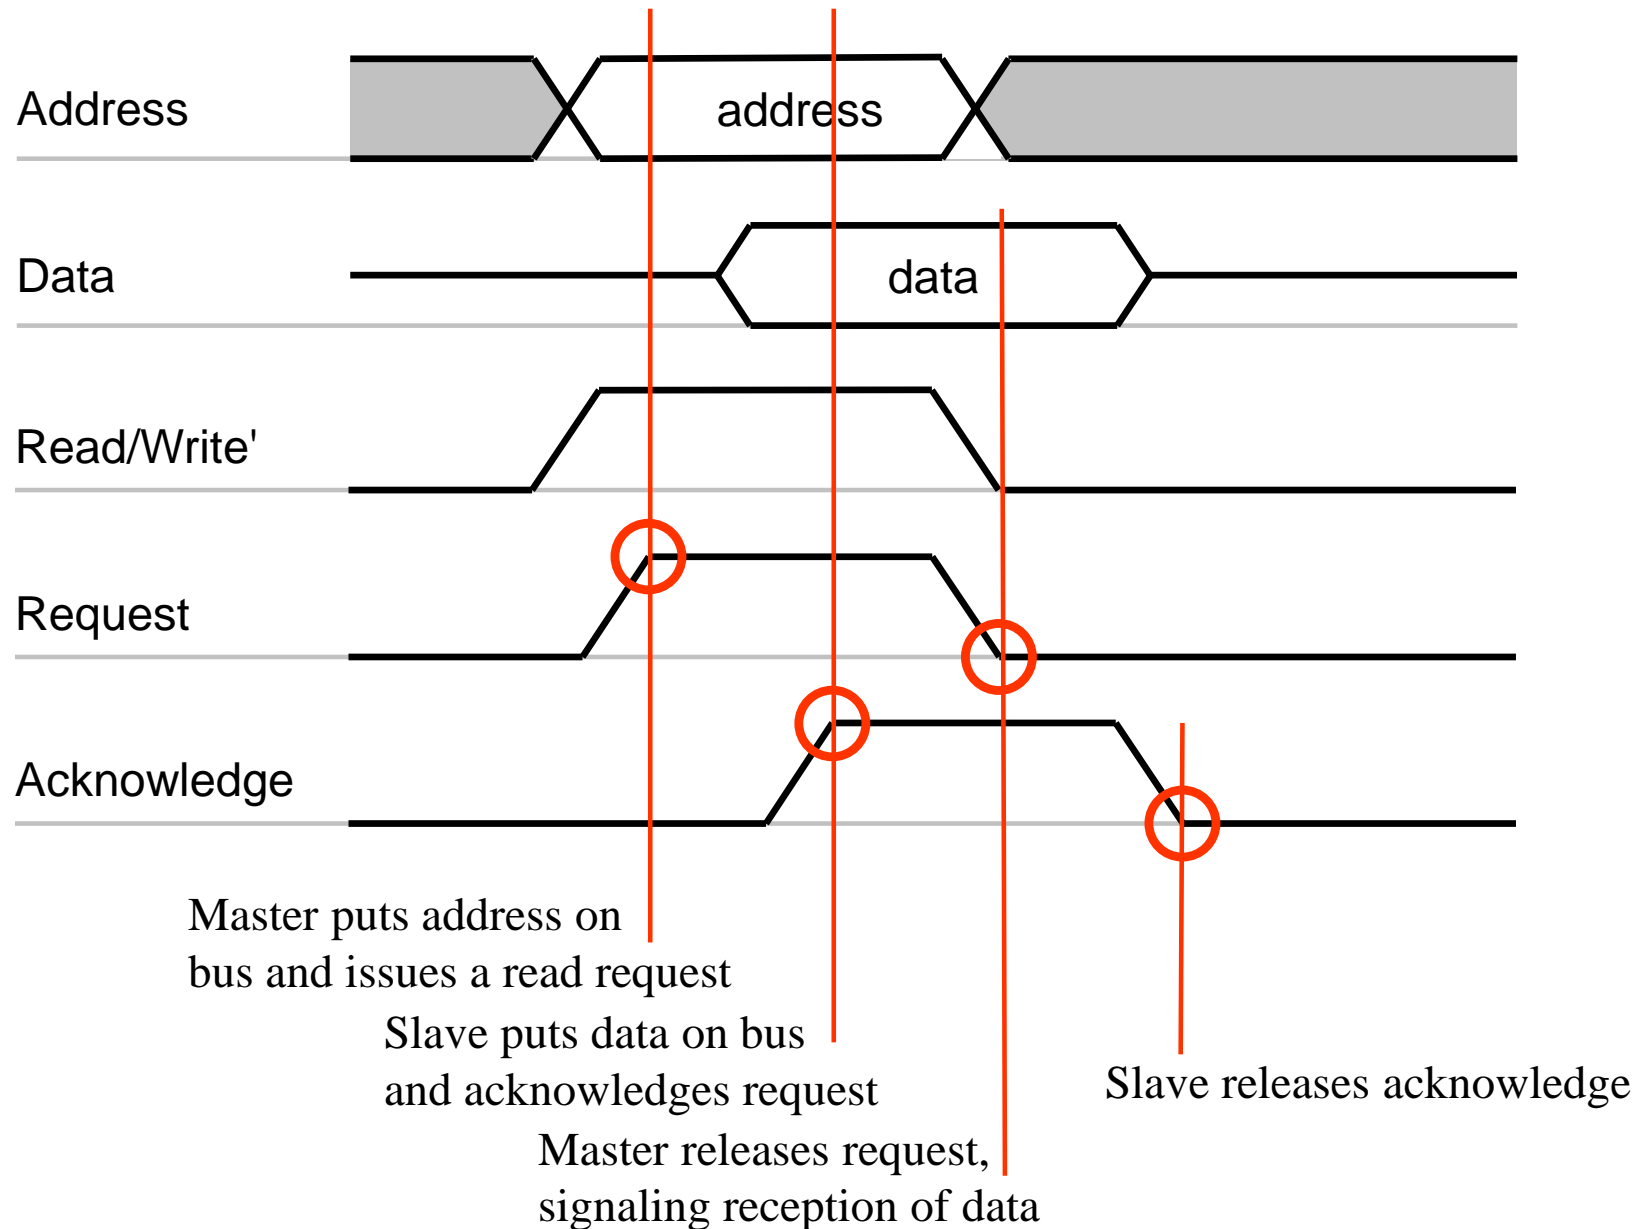 Address
address
Data
data
Read/Write'
Request
Acknowledge
Master puts address on
bus and issues a read request
Slave puts data on bus
and acknowledges request
Slave releases acknowledge
Master releases request,
signaling reception of data